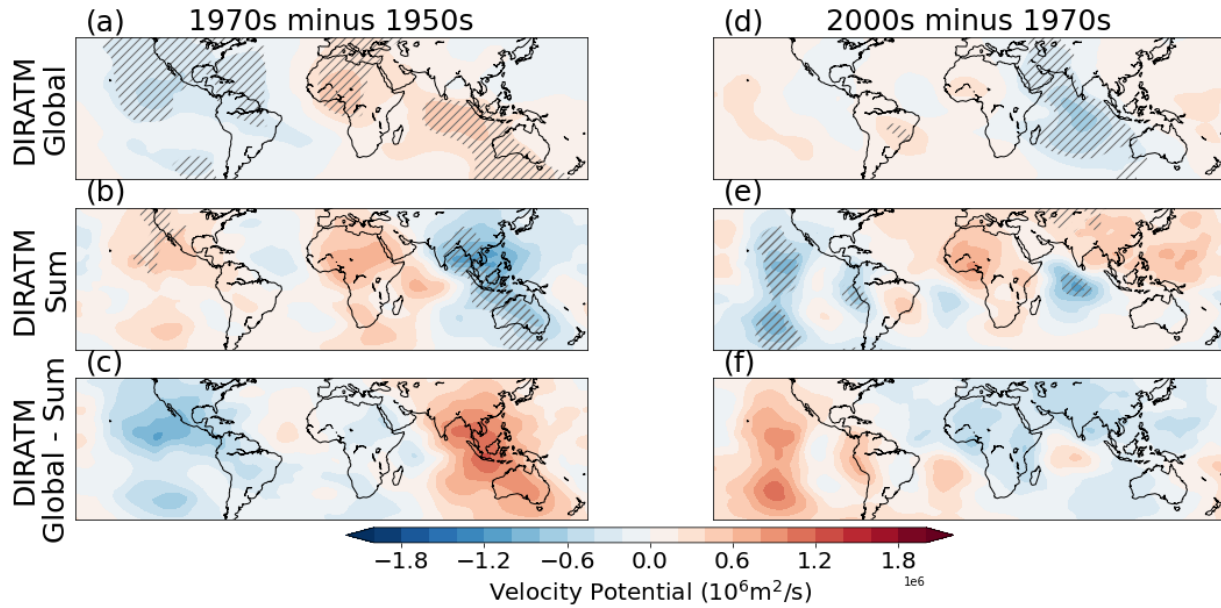 (a) 1970s minus 1950s
(d) 2000s minus 1970s
DIRATM
Global
(b)
(e)
DIRATM
Sum
(c)
(f)
DIRATM
Global - Sum
−1.8 −1.2 −0.6 0.0 0.6 1.2 1.8
1e6
Velocity Potential (10⁶m²/s)